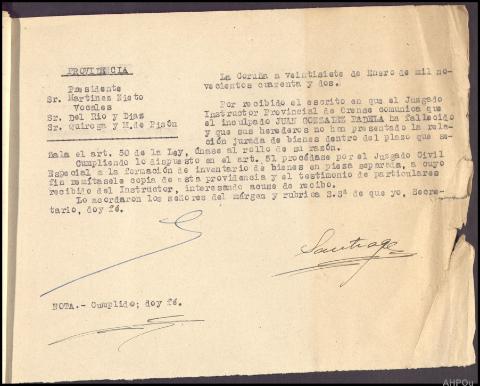 PROVIDENCIA
Presidente
Sr. Martinez Nieto
Vocales
Sr. Del Rio y Diaz
Sr. Quiroga y M. de Pisón
La Coruña a veintisiete de Enero de mil no-
vecientos cuarenta y dos.
Por recibido el escrito en que el Juzgado
Instructor Provincial de Orense comunica que
el inculpado JUAN GONZALEZ BADELA ha fallecido
y que sus herederos no han presentado la rela-
ción jurada de bienes dentro del plazo que se-
ñala el art. 50 de la Ley, únase al rollo de su razón.
Cumpliendo lo dispuesto en el art. 51 procédase por el Juzgado Civil
Especial a la formación de inventario de bienes en pieza separada, a cuyo
fin remítasele copia de esta providencia y el testimonio de particulares
recibido del Instructor, interesando acuse de recibo.
Lo acordaron los señores del márgen y rubrica S.Sª de que yo, Secre-
tario, doy fé.
Santiago
NOTA.- Cumplido; doy fé.
AHPOu